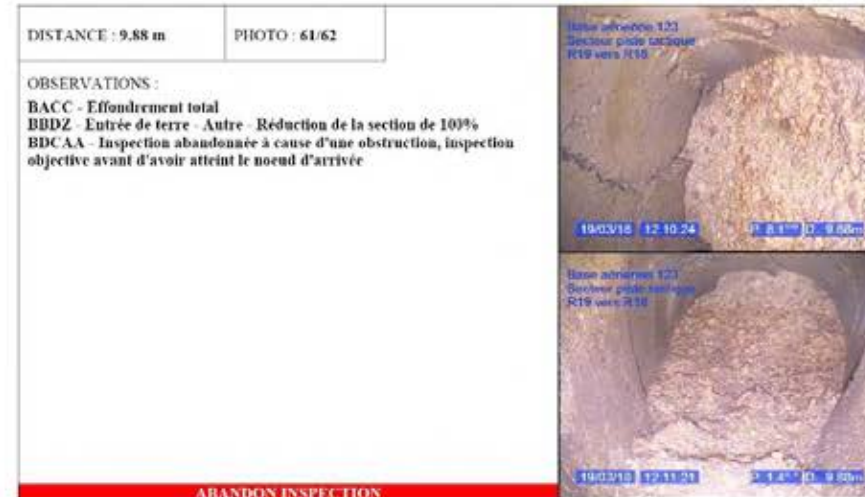 DISTANCE : 9.88 m
PHOTO : 61/62
OBSERVATIONS :
BACC - Effondrement total
BBDZ - Entrée de terre - Autre - Réduction de la section de 100%
BDCAA - Inspection abandonnée à cause d'une obstruction, inspection
objective avant d'avoir atteint le noeud d'arrivée
ABANDON INSPECTION
Base aérienne 123
Secteur piste tactique
R19 vers R18
12:10:24
D. 9.88m
Base aérienne 123
Secteur piste tactique
R19 vers R18
12:11:21
D. 9.88m